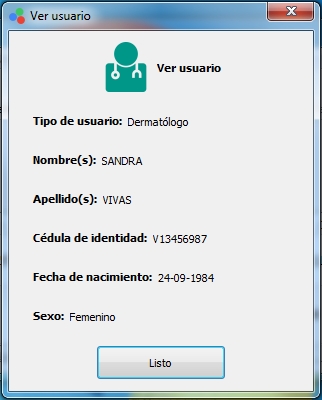 Ver usuario
Ver usuario
Tipo de usuario: Dermatólogo
Nombre(s): SANDRA
Apellido(s): VIVAS
Cédula de identidad: V13456987
Fecha de nacimiento: 24-09-1984
Sexo: Femenino
Listo